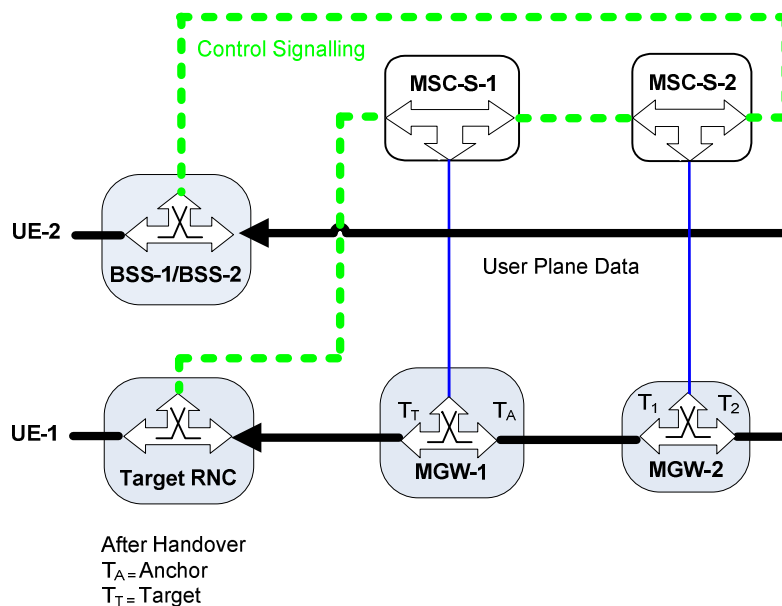 Control Signalling
MSC-S-1
MSC-S-2
UE-2
BSS-1/BSS-2
User Plane Data
UE-1
Target RNC
TT
TA
MGW-1
T1
T2
MGW-2
After Handover
TA = Anchor
TT = Target